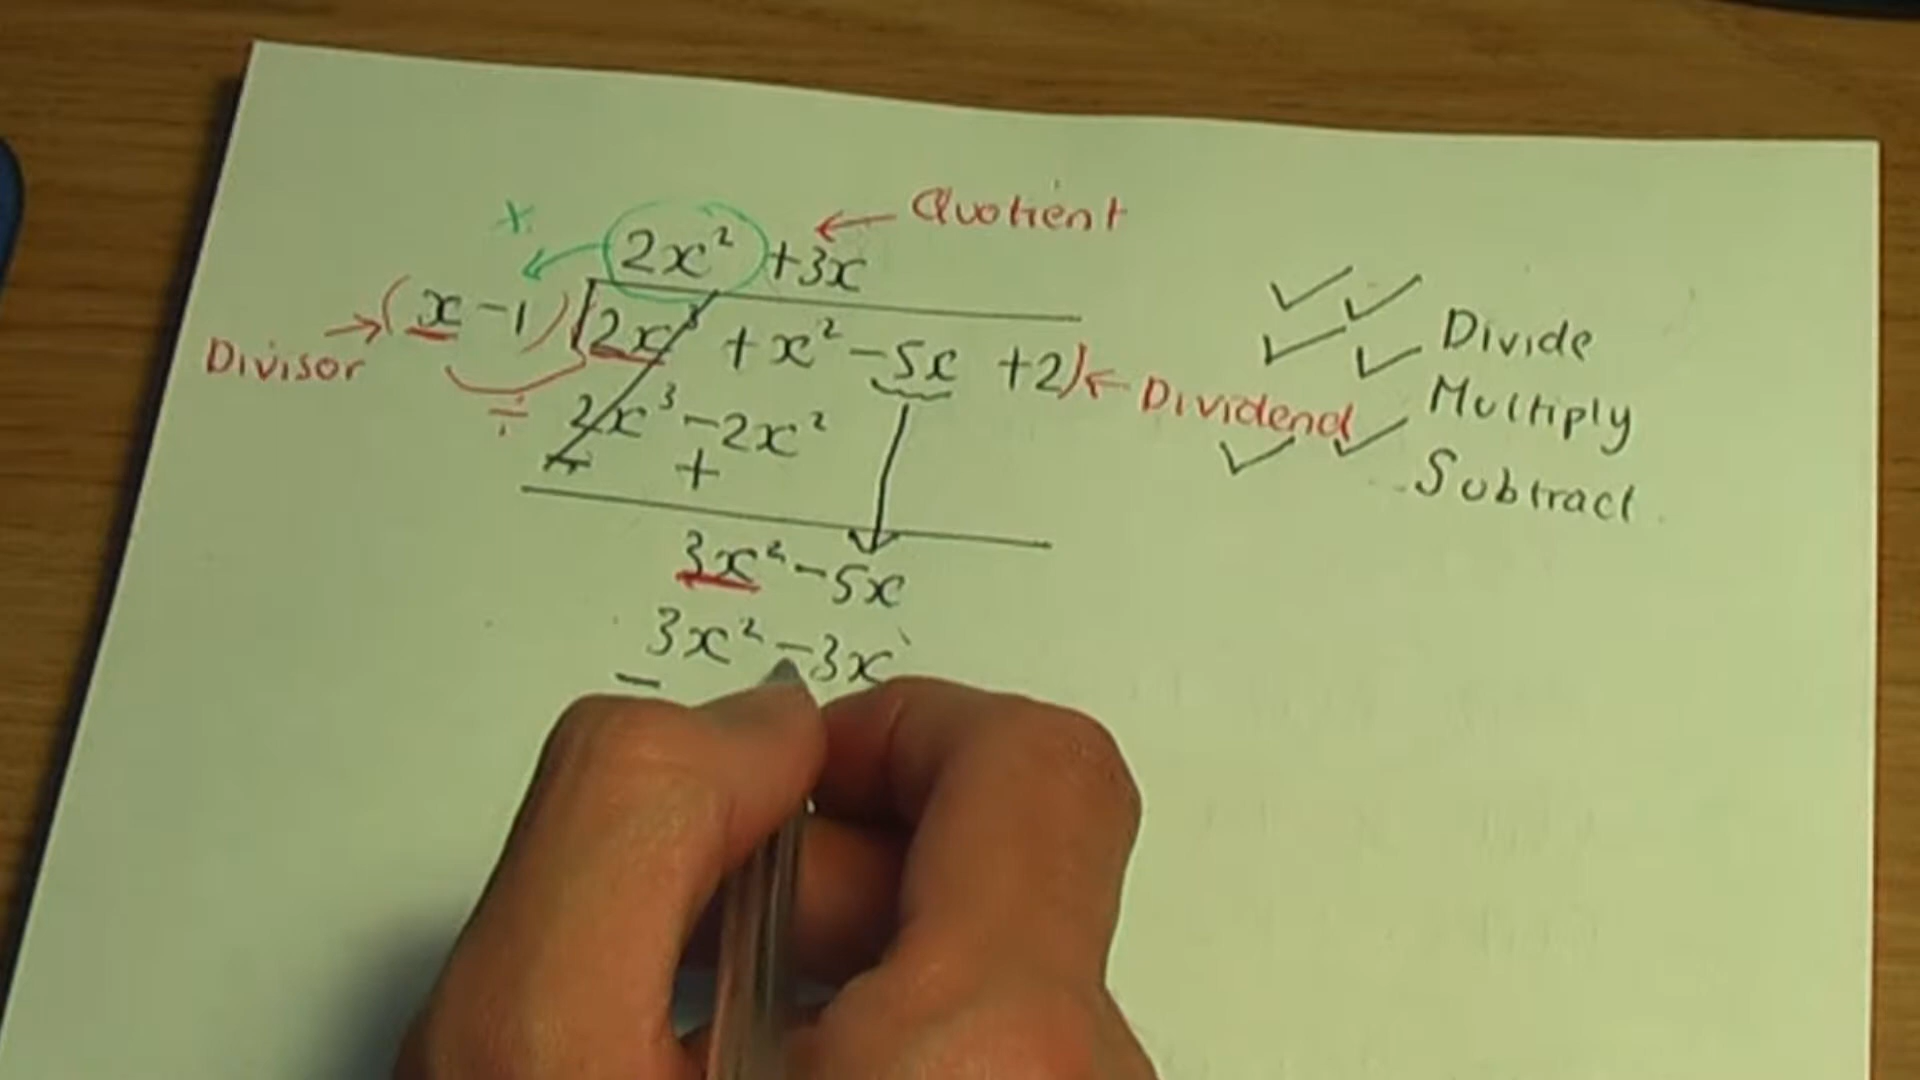 Quotient
x 2x² +3x
(x -1) 2x³ + x² -5x +2)
Divisor
÷
2x³ -2x²
- +
Dividend
Divide
Multiply
Subtract
3x² -5x
3x² -3x
-